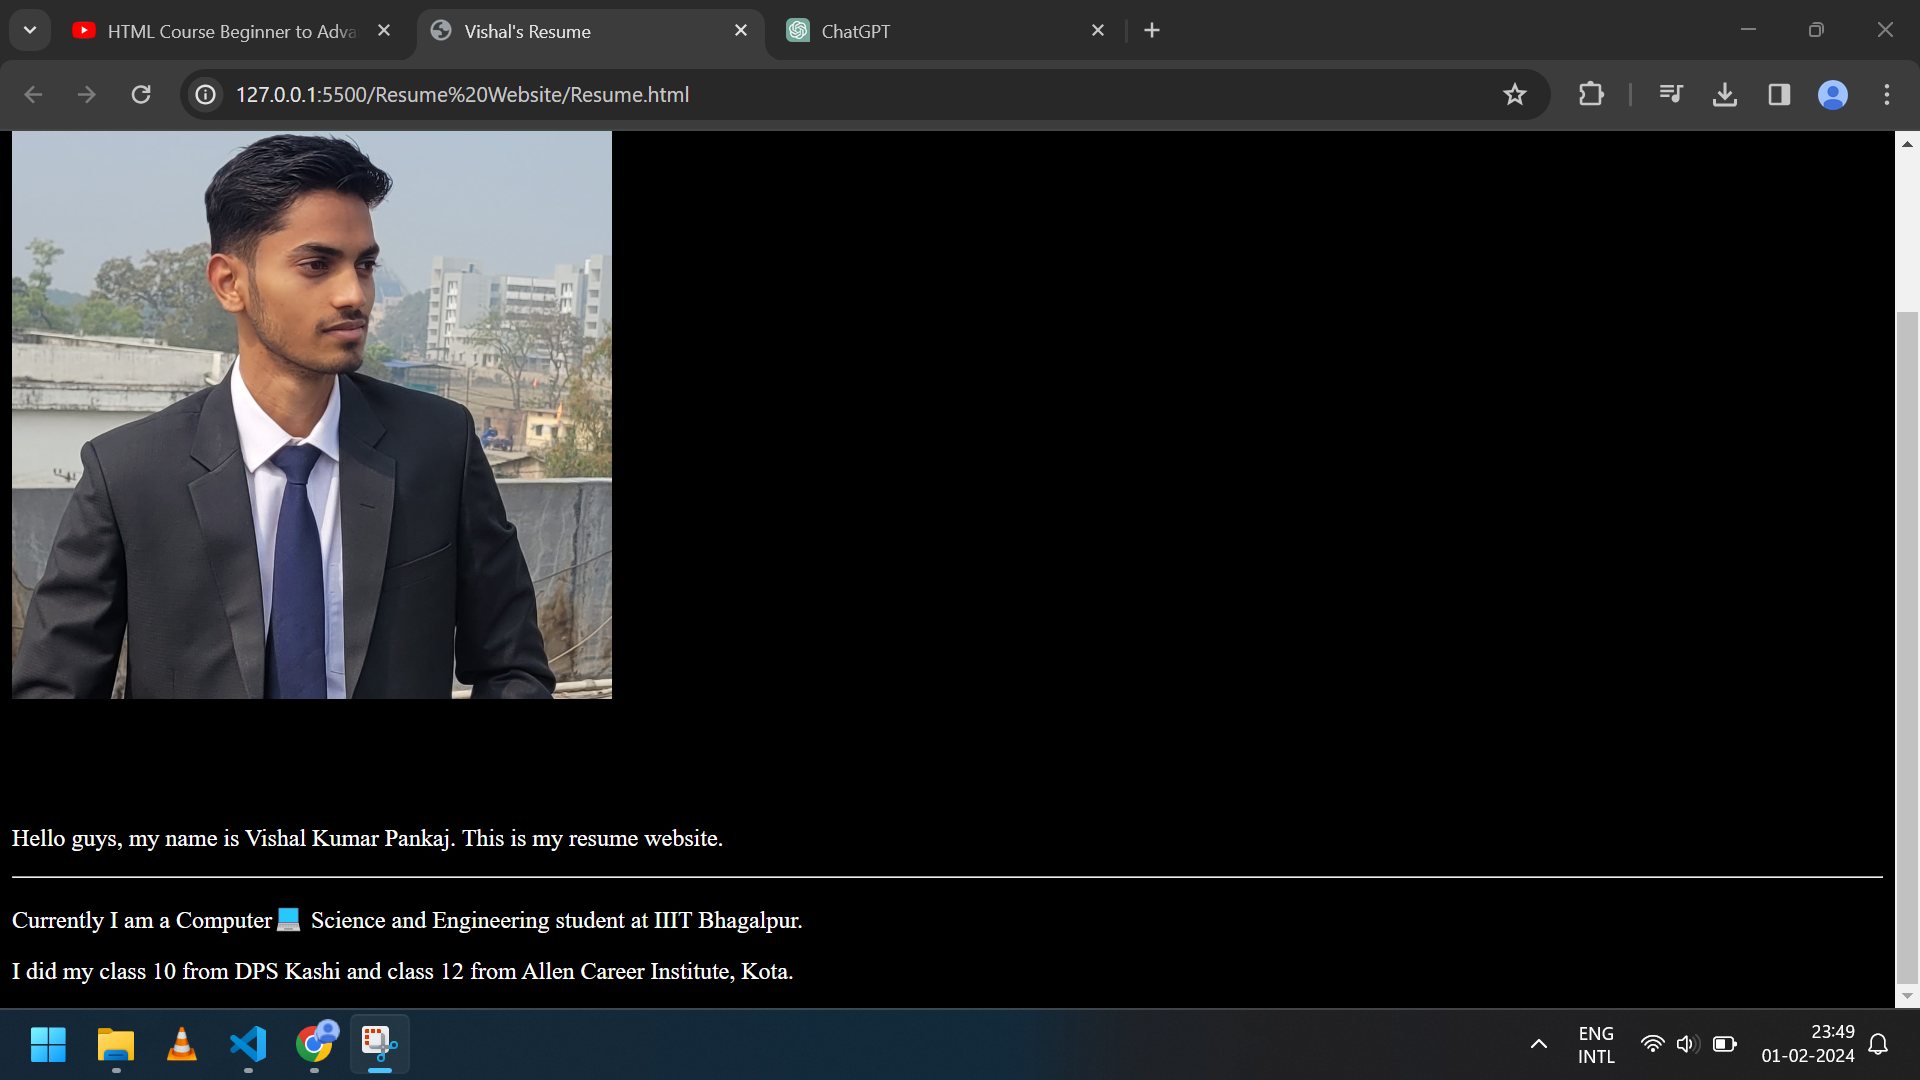 HTML Course Beginner to Adva
Vishal's Resume
ChatGPT
127.0.0.1:5500/Resume%20Website/Resume.html
Hello guys, my name is Vishal Kumar Pankaj. This is my resume website.
Currently I am a Computer💻 Science and Engineering student at IIIT Bhagalpur.
I did my class 10 from DPS Kashi and class 12 from Allen Career Institute, Kota.
ENG
INTL
23:49
01-02-2024